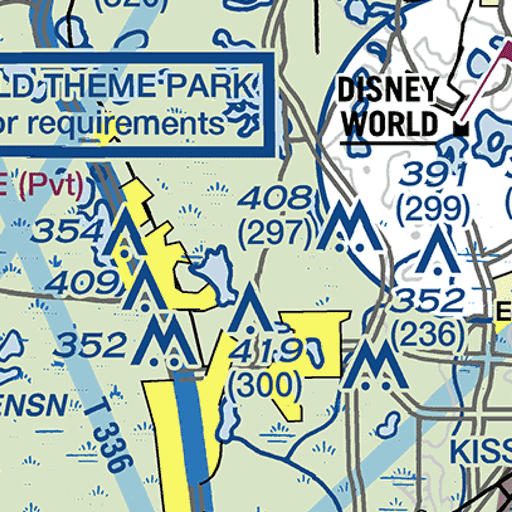 LD THEME PARK
or requirements
DISNEY
WORLD
E (Pvt)
391
(299)
408
(297)
354
409
352
(236)
352
419
(300)
ENSN
T 336
KISS
E